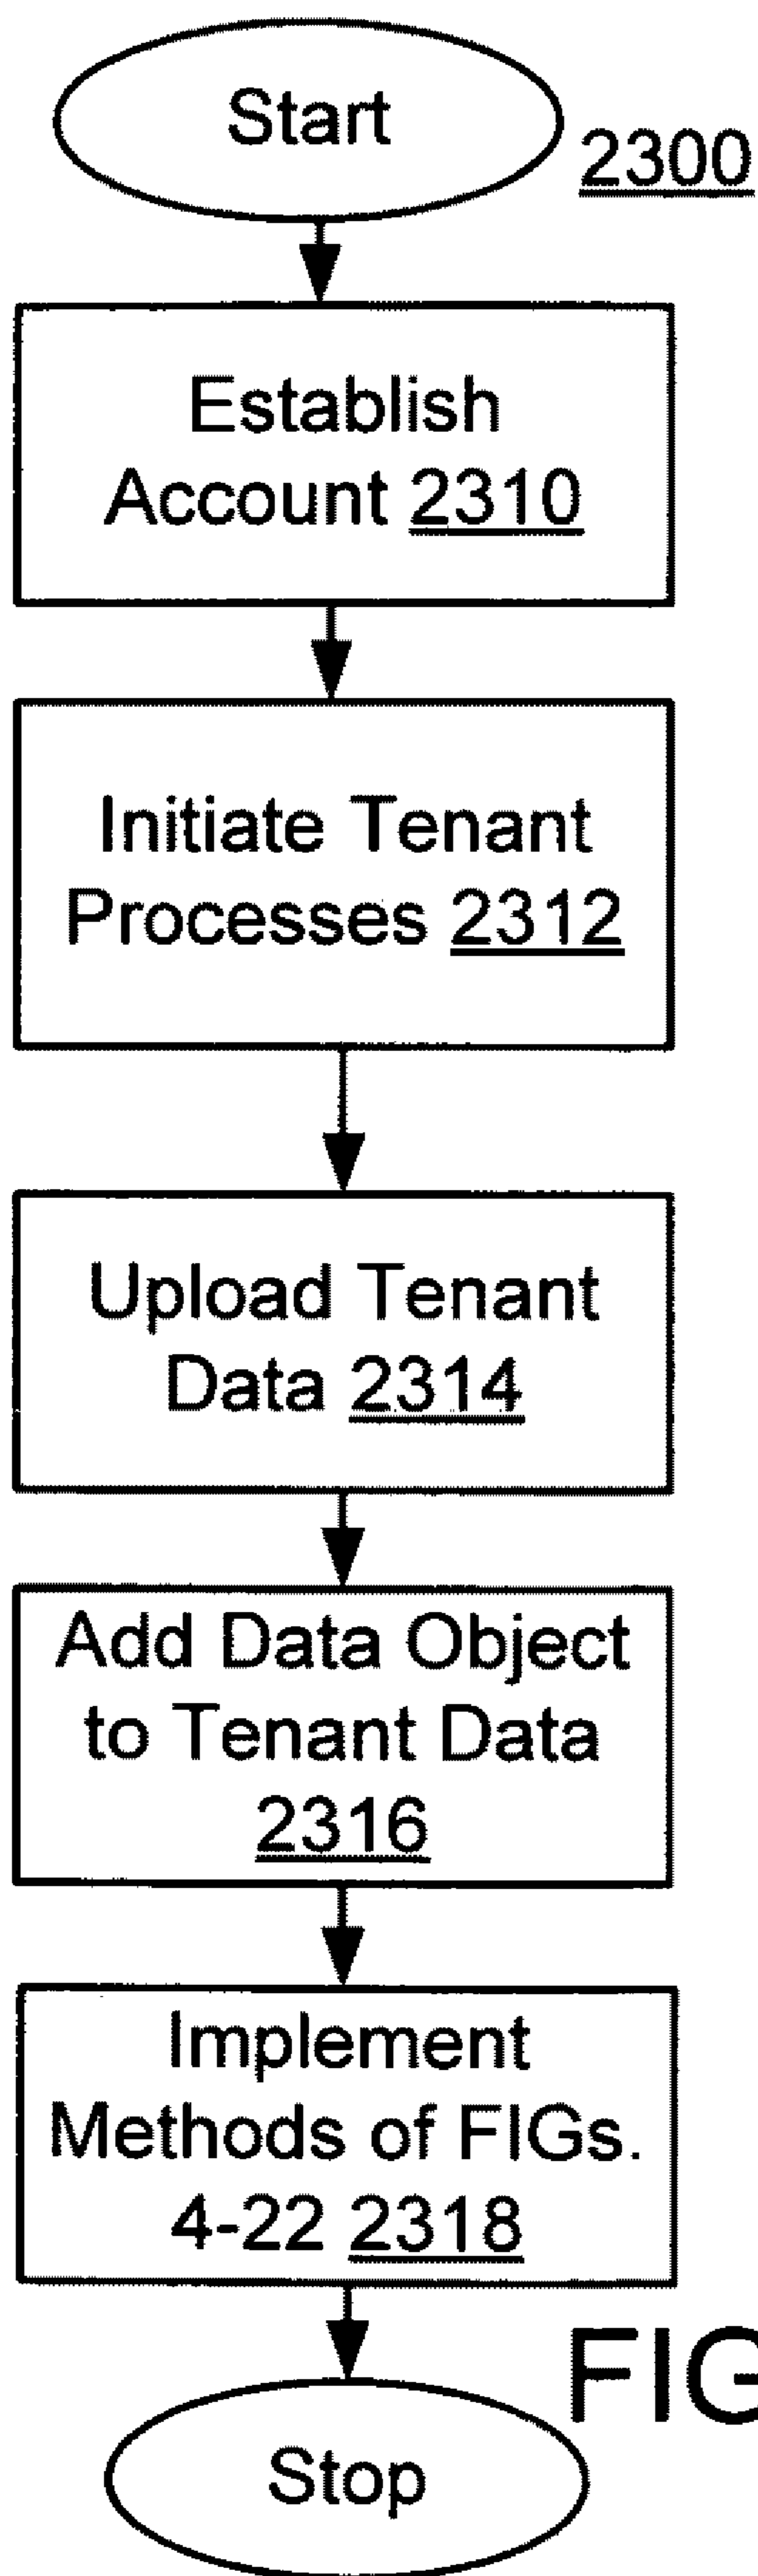 Start
2300
Establish
Account 2310
Initiate Tenant
Processes 2312
Upload Tenant
Data 2314
Add Data Object
to Tenant Data
2316
Implement
Methods of FIGs.
4-22 2318
FIG
Stop